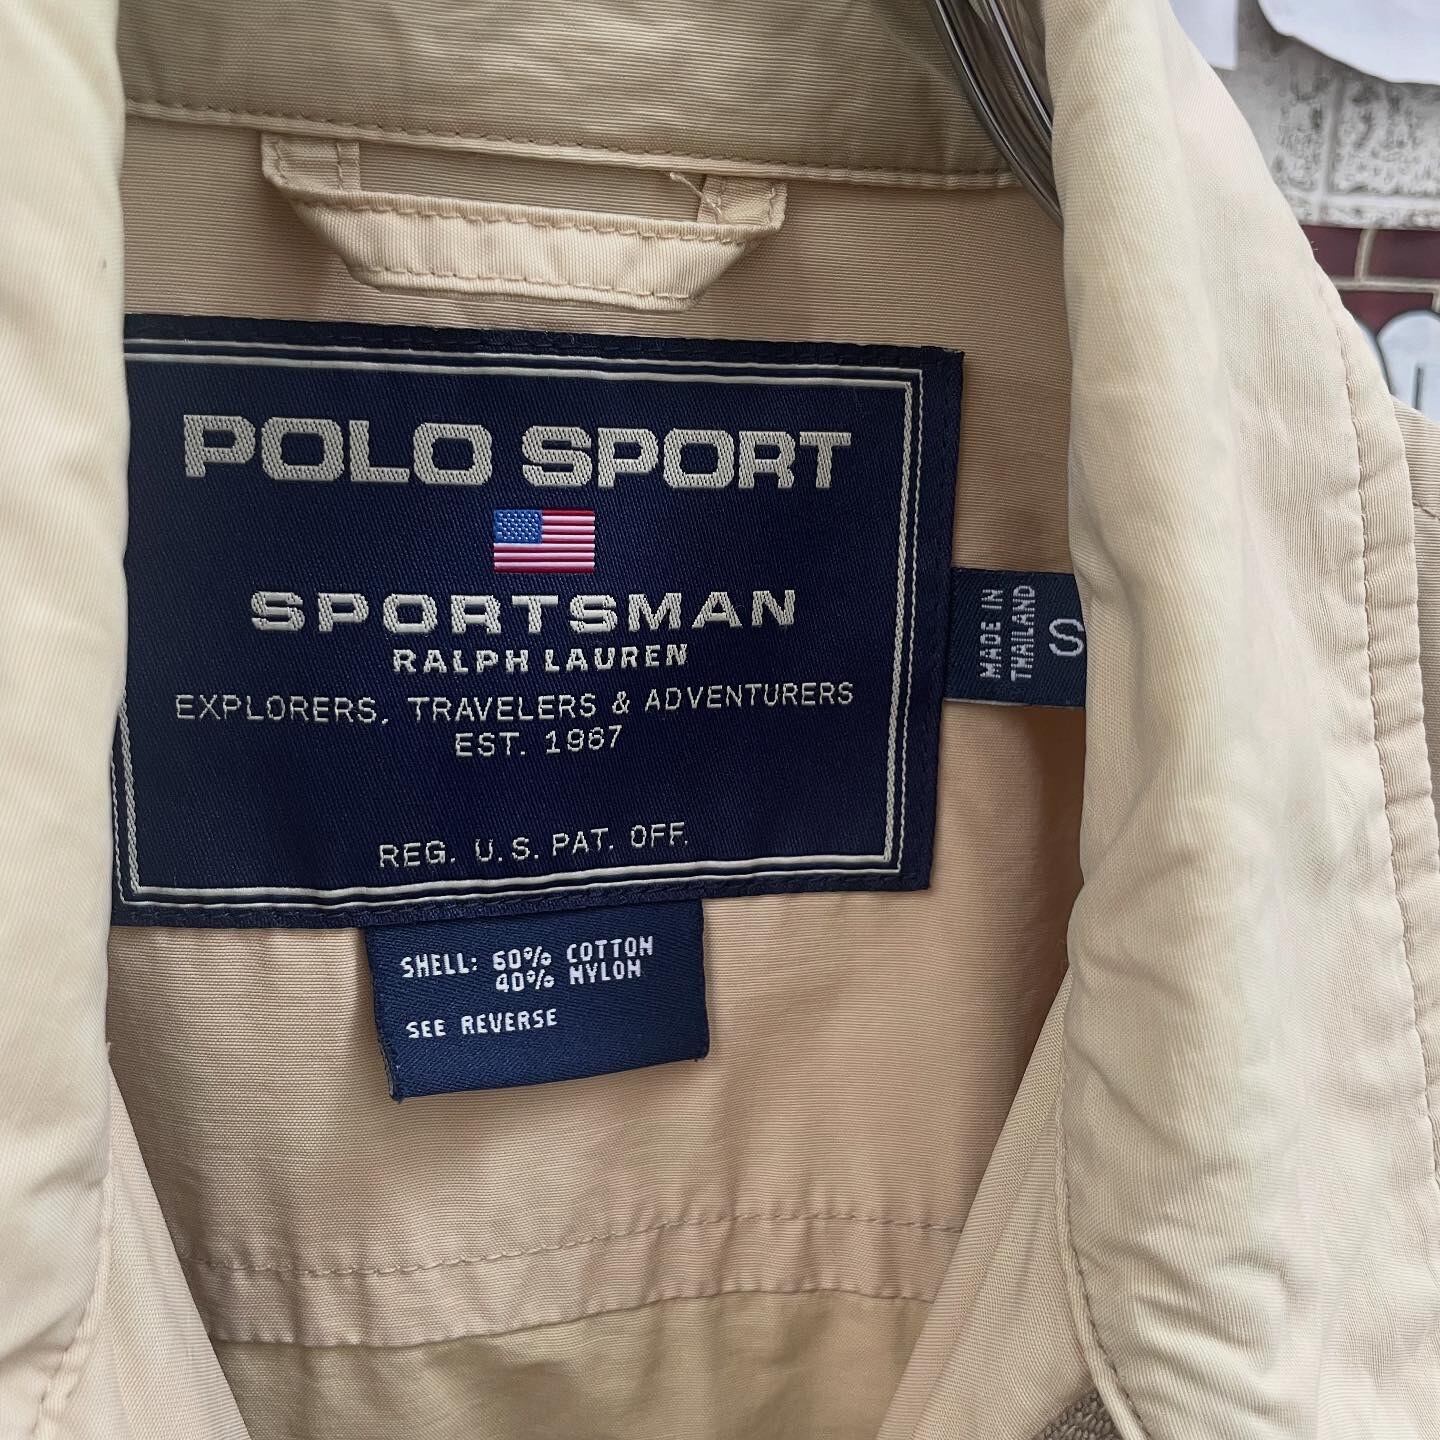 POLO SPORT
SPORTSMAN
RALPH LAUREN
EXPLORERS, TRAVELERS & ADVENTURERS
EST. 1967
REG. U.S. PAT. OFF.
MADE IN
THAILAND
S
SHELL: 60% COTTON
40% NYLON
SEE REVERSE